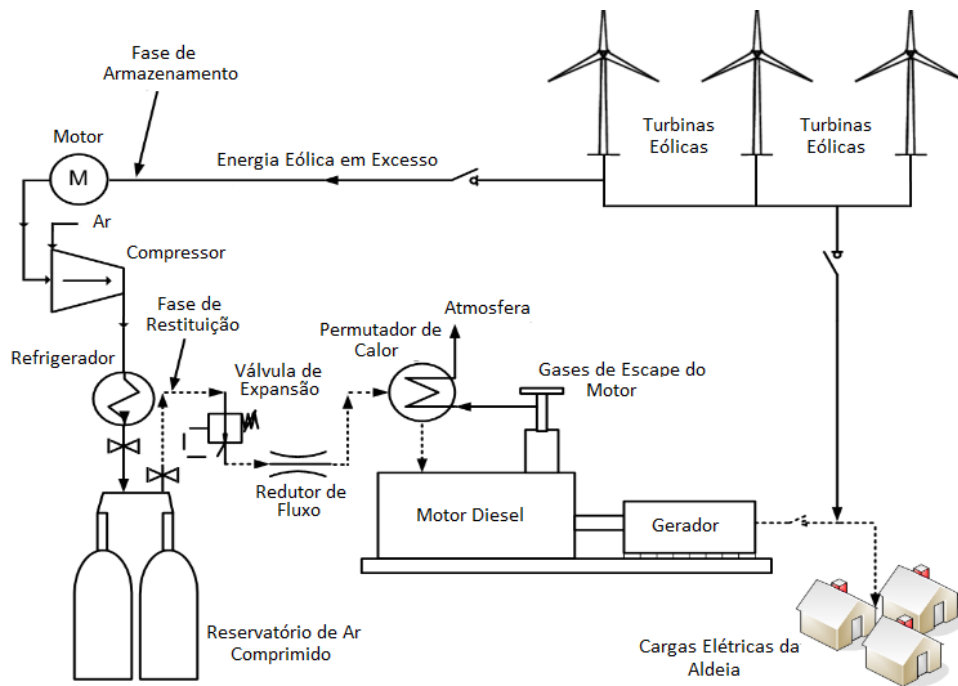 Fase de
Armazenamento
Motor
M
Energia Eólica em Excesso
Turbinas
Eólicas
Turbinas
Eólicas
Ar
Compressor
Fase de
Restituição
Refrigerador
Válvula de
Expansão
Permutador de
Calor
Atmosfera
Gases de Escape do
Motor
Redutor de
Fluxo
Motor Diesel
Gerador
Reservatório de Ar
Comprimido
Cargas Elétricas da
Aldeia